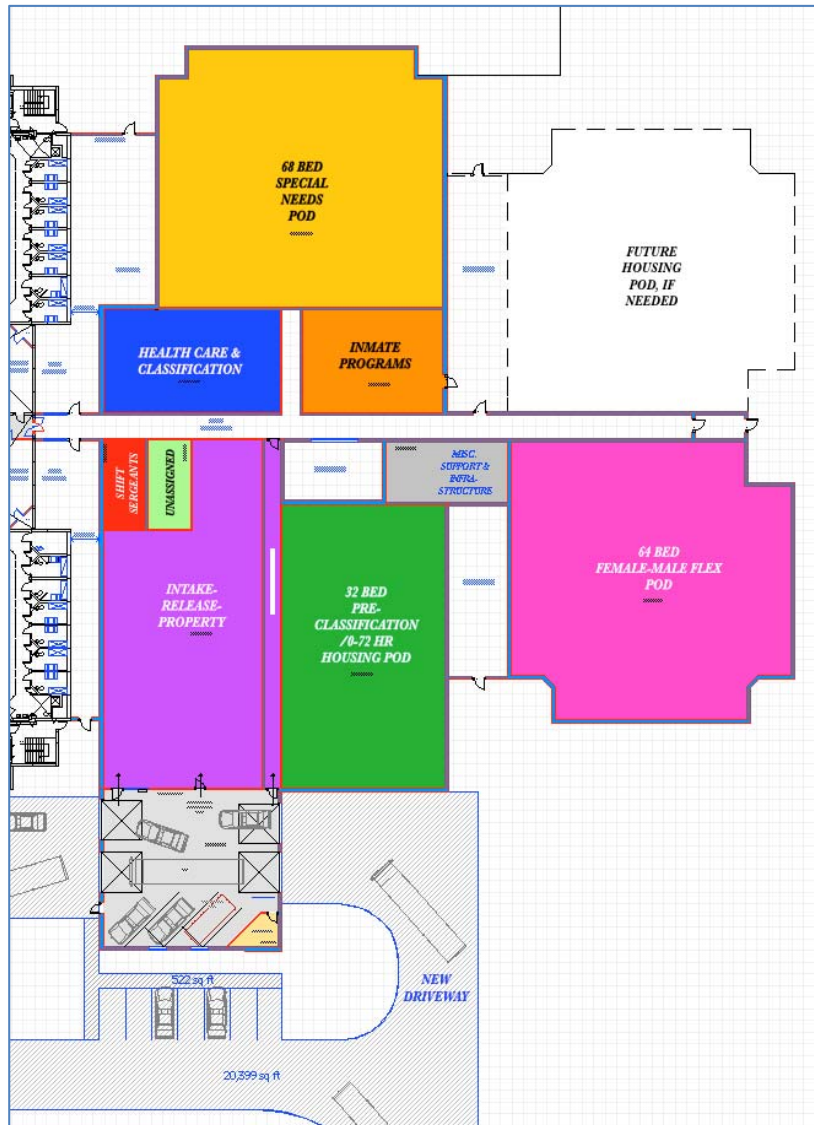 68 BED
SPECIAL
NEEDS
POD
FUTURE
HOUSING
POD, IF
NEEDED
HEALTH CARE &
CLASSIFICATION
INMATE
PROGRAMS
SHIFT
SERGEANTS
UNASSIGNED
MISC.
SUPPORT &
INFRA-
STRUCTURE
INTAKE-
RELEASE-
PROPERTY
32 BED
PRE-
CLASSIFICATION
/0-72 HR
HOUSING POD
64 BED
FEMALE-MALE FLEX
POD
522 sq ft
NEW
DRIVEWAY
20,399 sq ft